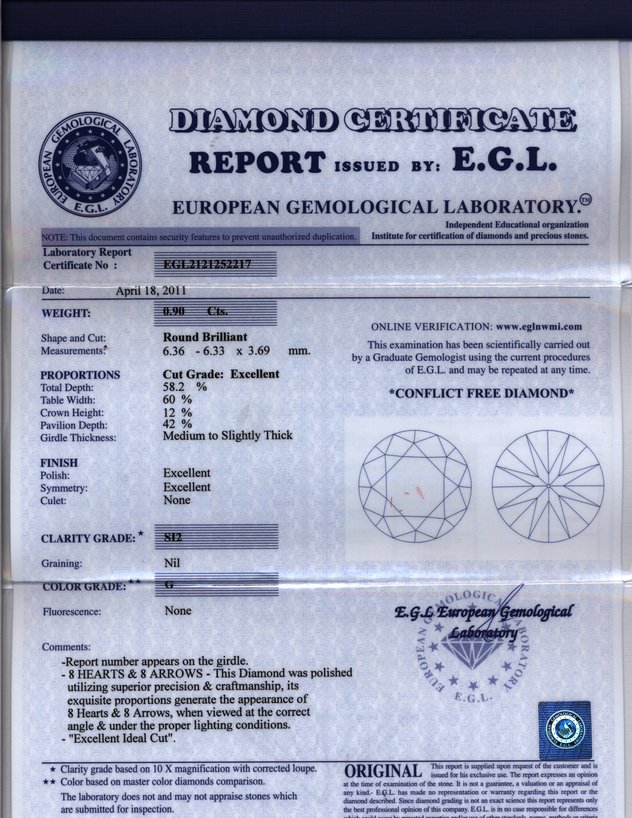 DIAMOND CERTIFICATE
REPORT ISSUED BY: E.G.L.
EUROPEAN GEMOLOGICAL LABORATORY.™
EUROPEAN GEMOLOGICAL LABORATORY
E.G.L.
Independent Educational organization
NOTE: This document contains security features to prevent unauthorized duplication.
Institute for certification of diamonds and precious stones.
Laboratory Report
Certificate No : EGL2121252217
Date: April 18, 2011
WEIGHT: 0.90 Cts.
Shape and Cut: Round Brilliant
Measurements: 6.36 - 6.33 x 3.69 mm.
PROPORTIONS Cut Grade: Excellent
Total Depth: 58.2 %
Table Width: 60 %
Crown Height: 12 %
Pavilion Depth: 42 %
Girdle Thickness: Medium to Slightly Thick
FINISH
Polish: Excellent
Symmetry: Excellent
Culet: None
CLARITY GRADE: * SI2
Graining: Nil
COLOR GRADE: ** G
Fluorescence: None
ONLINE VERIFICATION: www.eglnwmi.com
This examination has been scientifically carried out
by a Graduate Gemologist using the current procedures
of E.G.L. and may be repeated at any time.
*CONFLICT FREE DIAMOND*
E.G.L European Gemological
Laboratory
EUROPEAN GEMOLOGICAL LABORATORY
E.G.L.
Comments:
-Report number appears on the girdle.
- 8 HEARTS & 8 ARROWS - This Diamond was polished
utilizing superior precision & craftmanship, its
exquisite proportions generate the appearance of
8 Hearts & 8 Arrows, when viewed at the correct
angle & under the proper lighting conditions.
- "Excellent Ideal Cut".
★ Clarity grade based on 10 X magnification with corrected loupe.
★★ Color based on master color diamonds comparison.
The laboratory does not and may not appraise stones which
are submitted for inspection.
ORIGINAL This report is supplied upon request of the customer and is
issued for his exclusive use. The report expresses an opinion
at the time of examination of the stone. It is not a guarantee, a valuation or an appraisal of
any kind.- E.G.L. has made no representation or warranty regarding this report or the
diamond described. Since diamond grading is not an exact science this report represents only
the best professional opinion of this company. E.G.L. is in no case responsible for differences